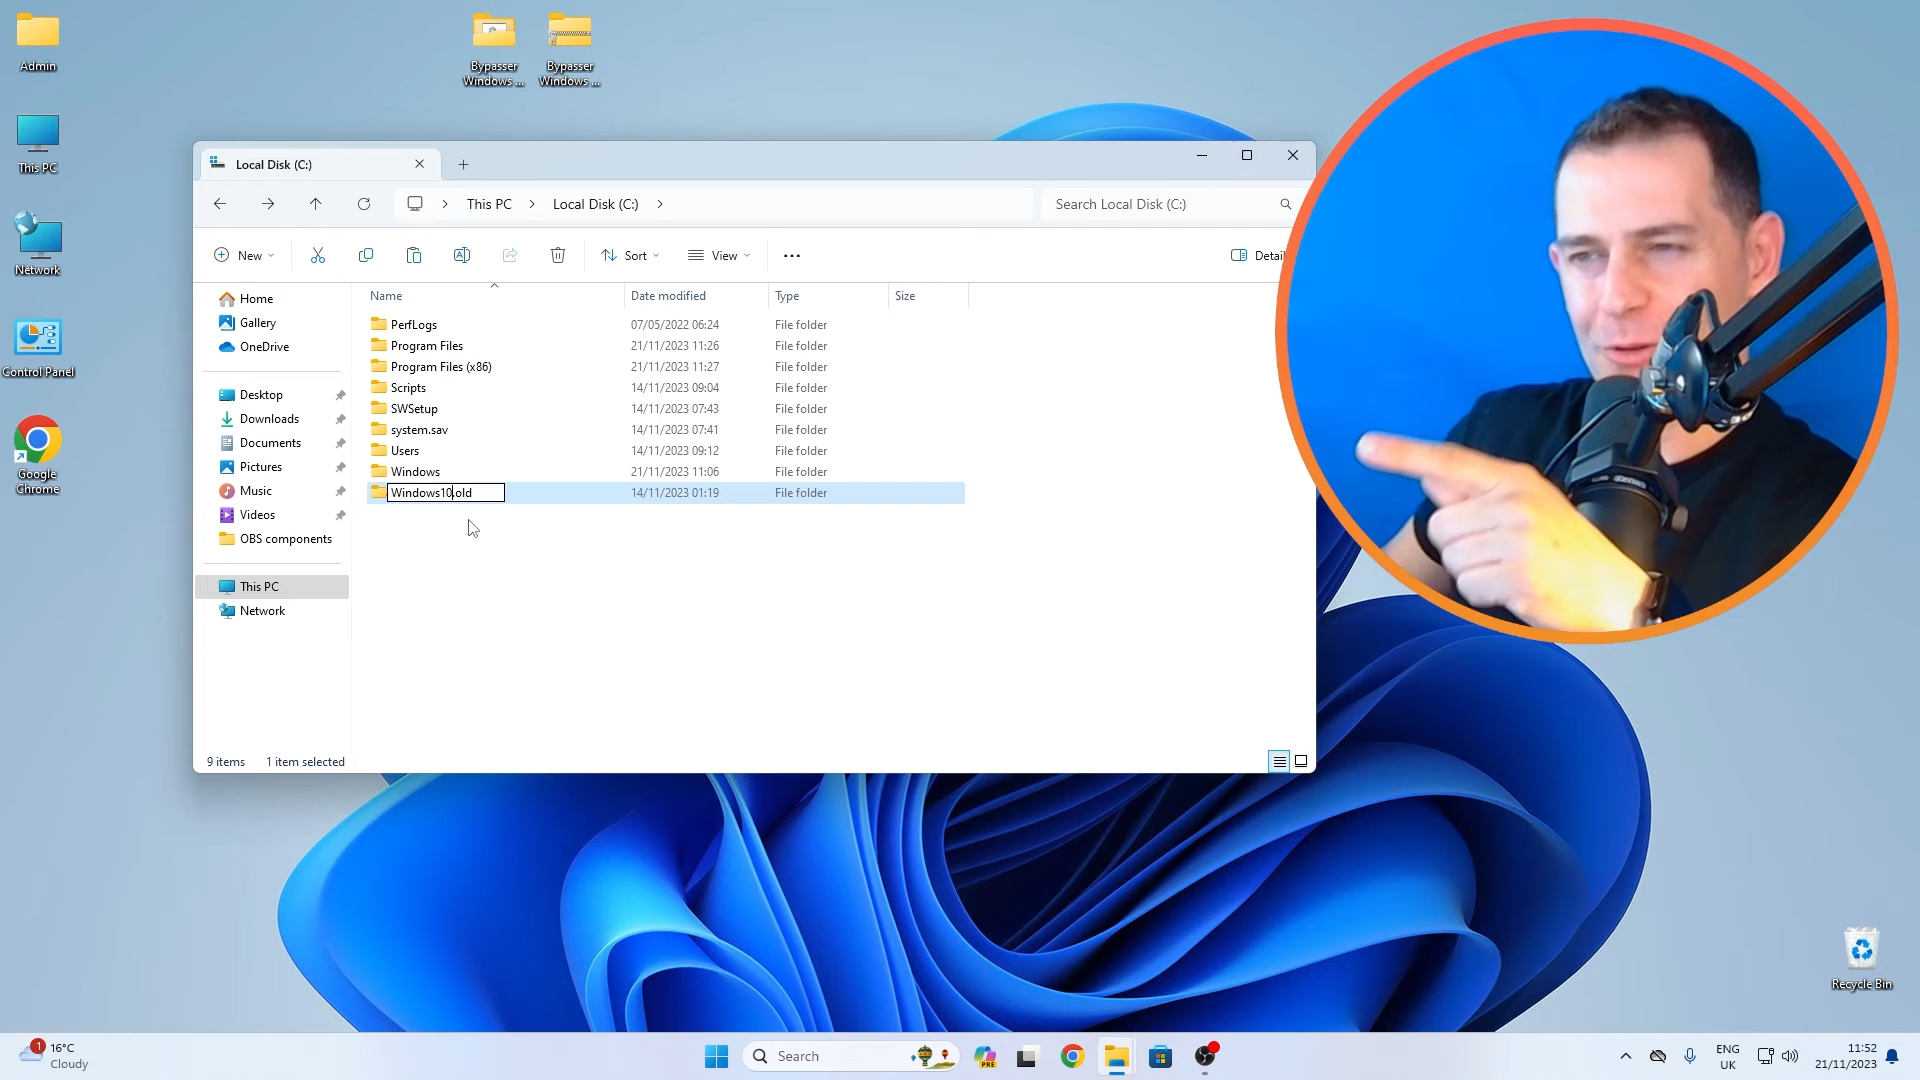 Admin
This PC
Network
Control Panel
Google
Chrome
Bypasser
Windows ...
Bypasser
Windows ...
Local Disk (C:)
This PC
Local Disk (C:)
Search Local Disk (C:)
New
Sort
View
Detail
Home
Gallery
OneDrive
Desktop
Downloads
Documents
Pictures
Music
Videos
OBS components
This PC
Network
Name Date modified Type Size
PerfLogs 07/05/2022 06:24 File folder
Program Files 21/11/2023 11:26 File folder
Program Files (x86) 21/11/2023 11:27 File folder
Scripts 14/11/2023 09:04 File folder
SWSetup 14/11/2023 07:43 File folder
system.sav 14/11/2023 07:41 File folder
Users 14/11/2023 09:12 File folder
Windows 21/11/2023 11:06 File folder
Windows10.old 14/11/2023 01:19 File folder
9 items 1 item selected
Recycle Bin
1
16°C
Cloudy
Search
PRE
ENG
UK
11:52
21/11/2023